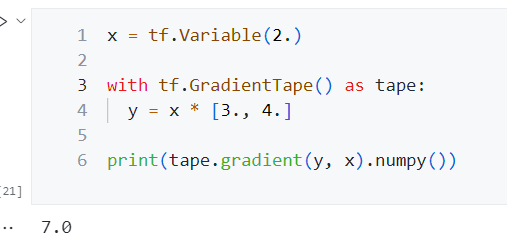 1 x = tf.Variable(2.)
2
3 with tf.GradientTape() as tape:
4   y = x * [3., 4.]
5
6 print(tape.gradient(y, x).numpy())
[21]
·· 7.0